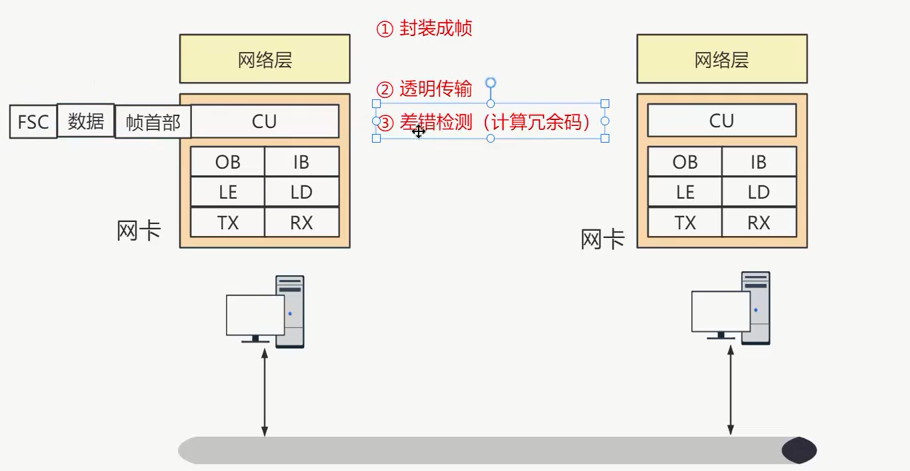 ① 封装成帧
网络层
网络层
② 透明传输
③ 差错检测（计算冗余码）
FSC 数据 帧首部 CU
CU
OB IB
OB IB
LE LD
LE LD
TX RX
TX RX
网卡
网卡